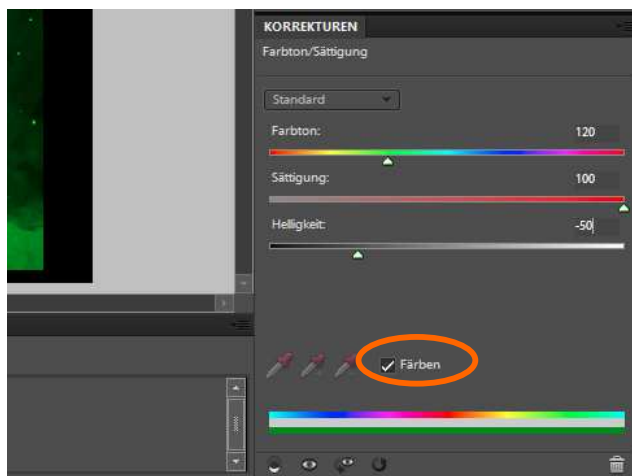 KORREKTUREN
Farbton/Sättigung
Standard
Farbton: 120
Sättigung: 100
Helligkeit: -50
Färben